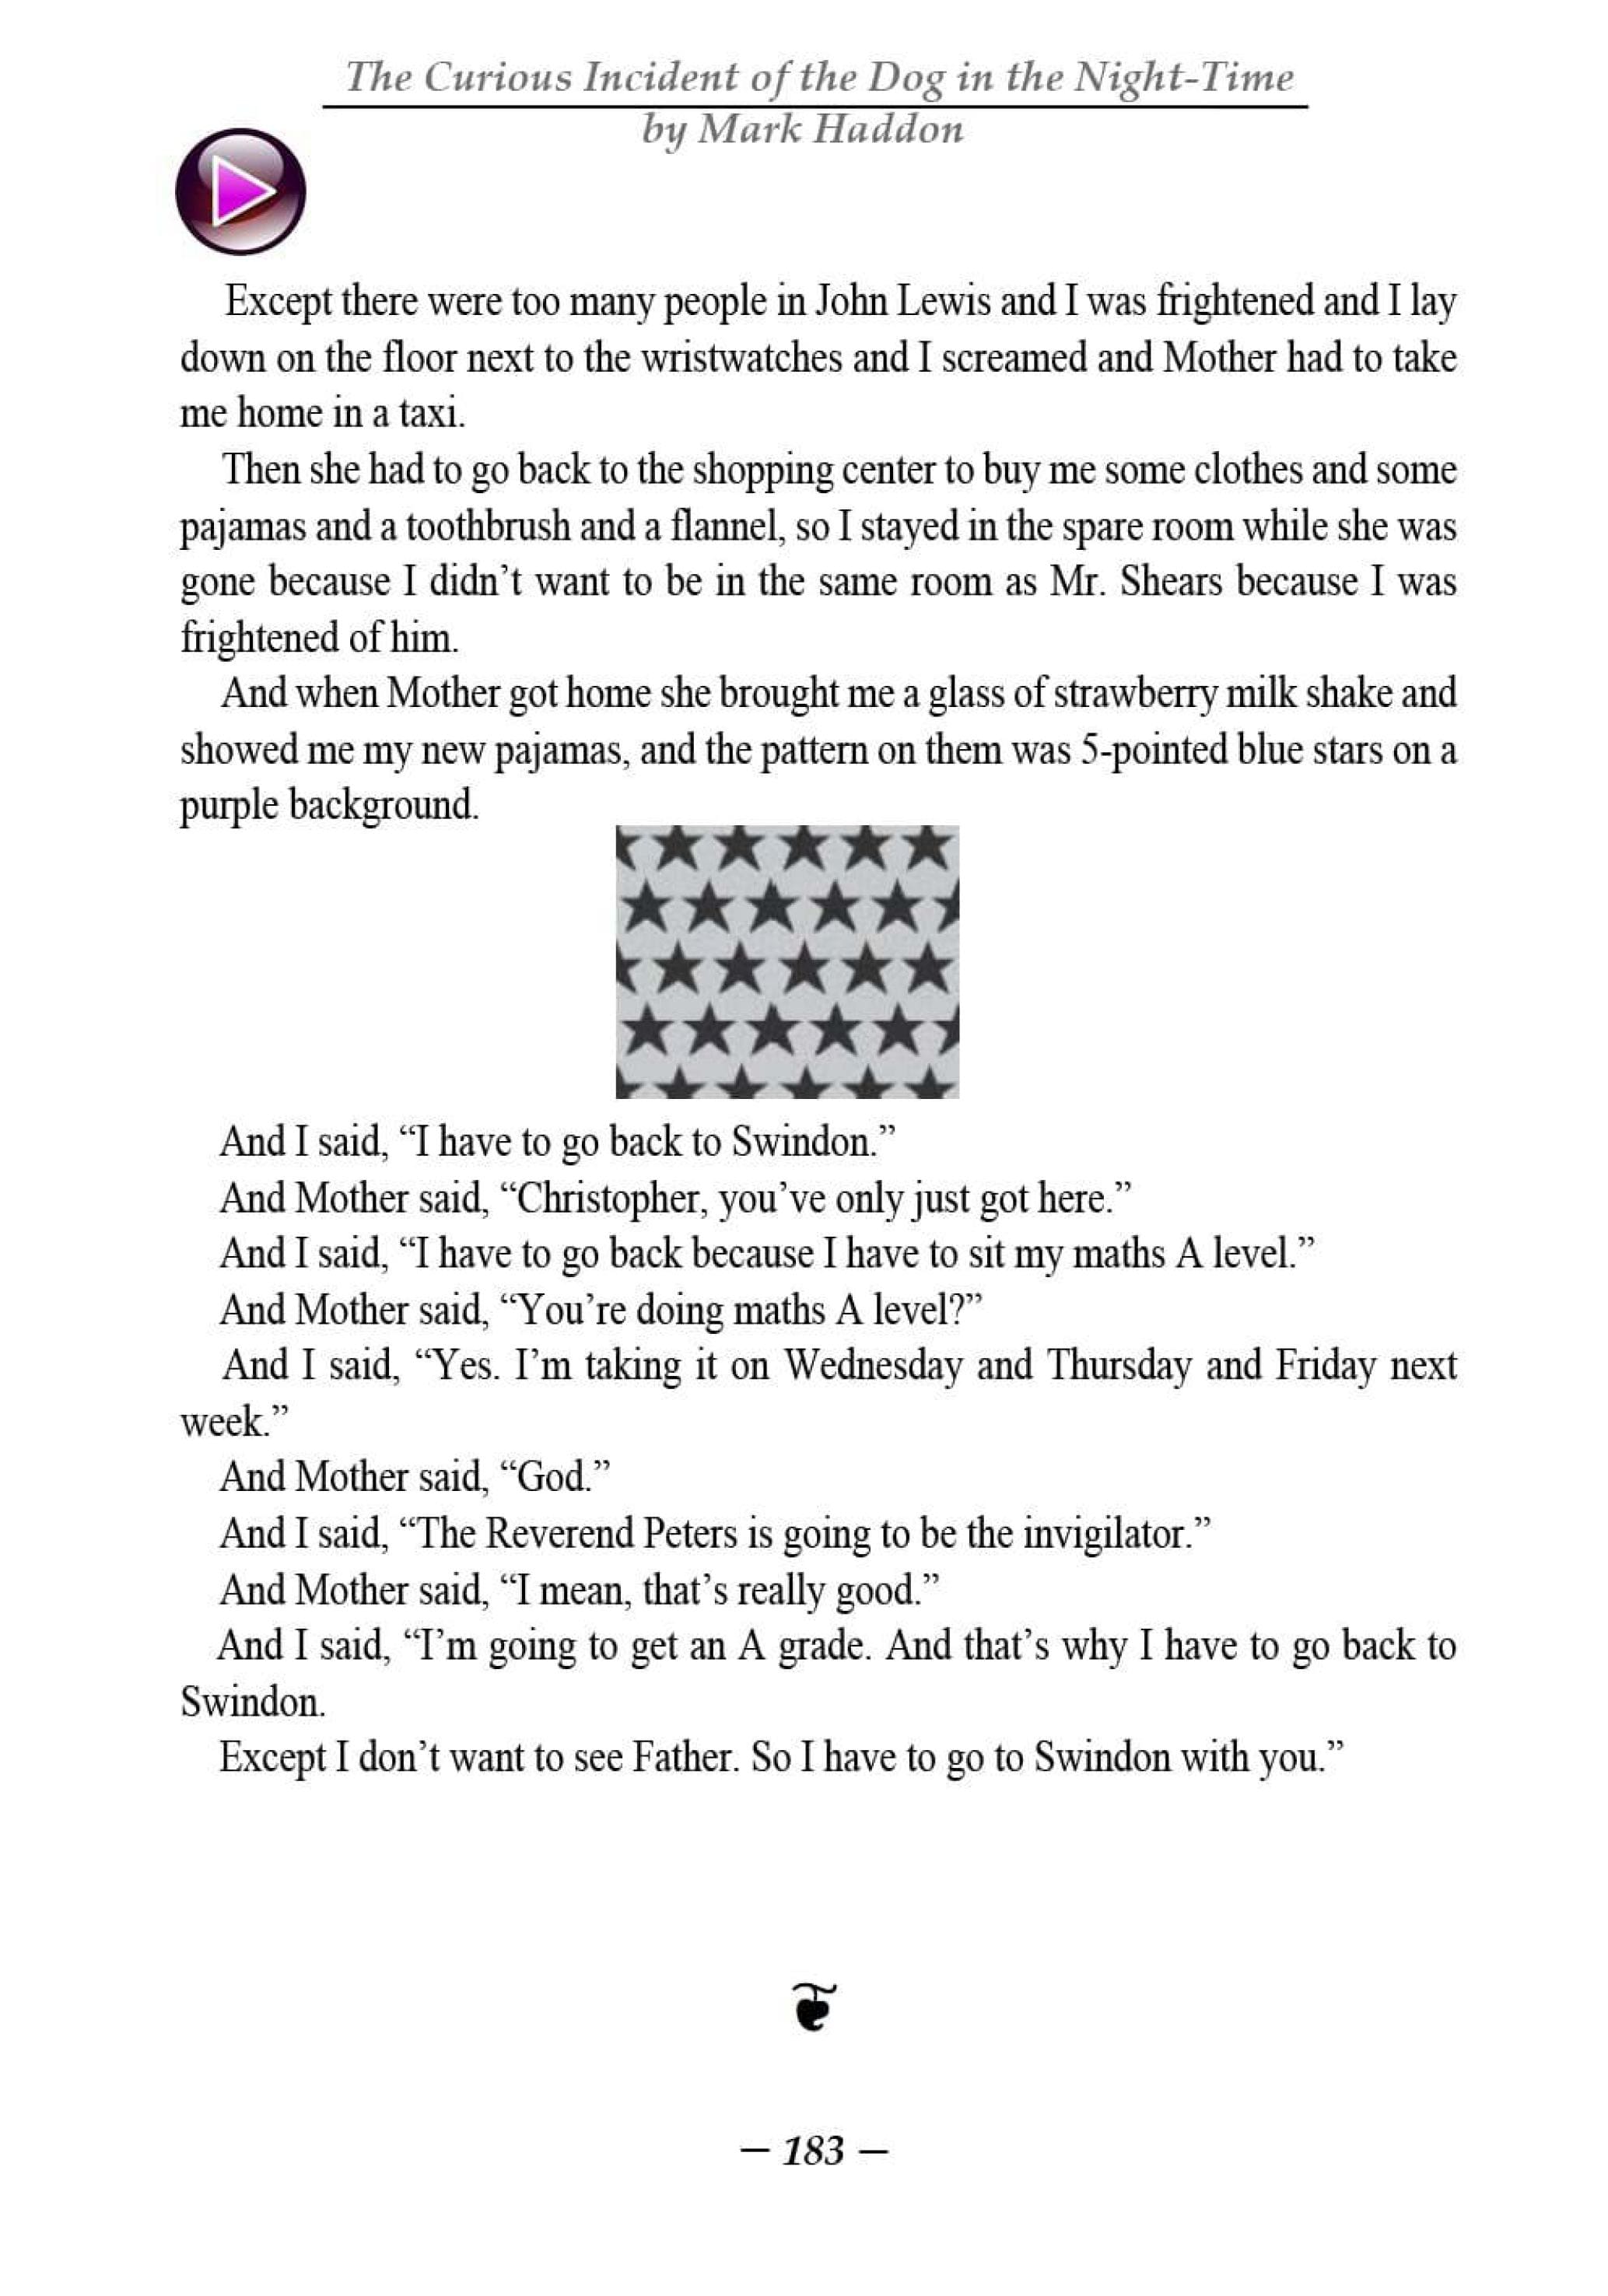 The Curious Incident of the Dog in the Night-Time
by Mark Haddon
Except there were too many people in John Lewis and I was frightened and I lay
down on the floor next to the wristwatches and I screamed and Mother had to take
me home in a taxi.
Then she had to go back to the shopping center to buy me some clothes and some
pajamas and a toothbrush and a flannel, so I stayed in the spare room while she was
gone because I didn’t want to be in the same room as Mr. Shears because I was
frightened of him.
And when Mother got home she brought me a glass of strawberry milk shake and
showed me my new pajamas, and the pattern on them was 5-pointed blue stars on a
purple background.
And I said, “I have to go back to Swindon.”
And Mother said, “Christopher, you’ve only just got here.”
And I said, “I have to go back because I have to sit my maths A level.”
And Mother said, “You’re doing maths A level?”
And I said, “Yes. I’m taking it on Wednesday and Thursday and Friday next
week.”
And Mother said, “God.”
And I said, “The Reverend Peters is going to be the invigilator.”
And Mother said, “I mean, that’s really good.”
And I said, “I’m going to get an A grade. And that’s why I have to go back to
Swindon.
Except I don’t want to see Father. So I have to go to Swindon with you.”
— 183 —